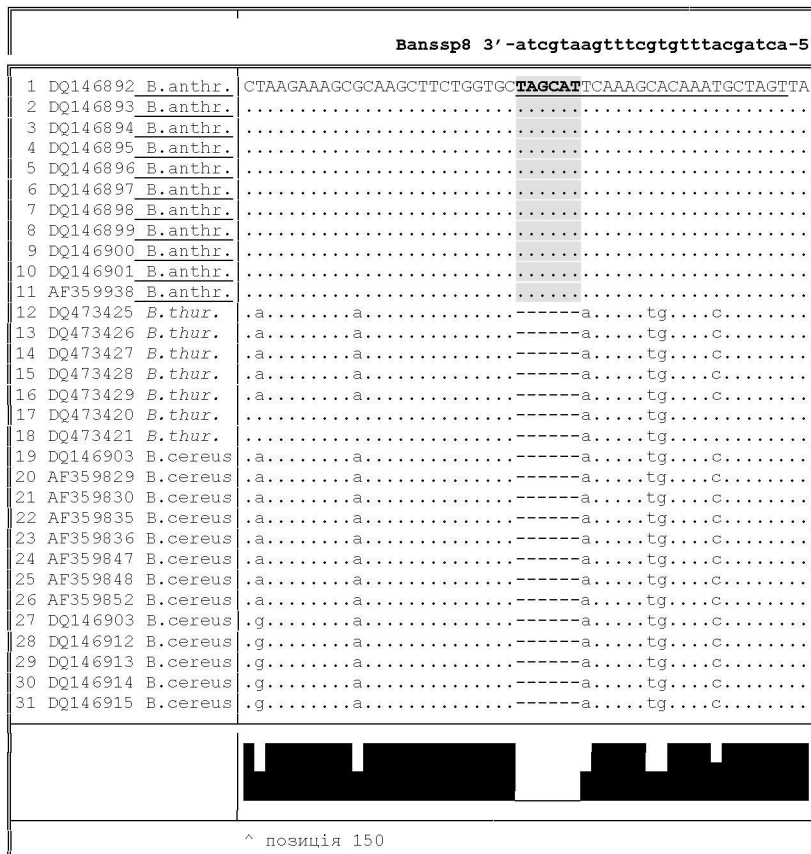 Banssp8 3′-atcgtaagtttcgtgtttacgatca-5
1 DQ146892 B.anthr. CTAAGAAAGCGCAAGCTTCTGGTGCTAGCATTCAAAGCACAAATGCTAGTTA
2 DQ146893 B.anthr. ....................................................
3 DQ146894 B.anthr. ....................................................
4 DQ146895 B.anthr. ....................................................
5 DQ146896 B.anthr. ....................................................
6 DQ146897 B.anthr. ....................................................
7 DQ146898 B.anthr. ....................................................
8 DQ146899 B.anthr. ....................................................
9 DQ146900 B.anthr. ....................................................
10 DQ146901 B.anthr. ....................................................
11 AF359938 B.anthr. ....................................................
12 DQ473425 B.thur. .a........a..............------a.....tg....c........
13 DQ473426 B.thur. .a........a..............------a.....tg....c........
14 DQ473427 B.thur. .a........a..............------a.....tg....c........
15 DQ473428 B.thur. .a........a..............------a.....tg....c........
16 DQ473429 B.thur. .a........a..............------a.....tg....c........
17 DQ473420 B.thur. .........................------a.....tg.............
18 DQ473421 B.thur. .........................------a.....tg.............
19 DQ146903 B.cereus .a........a..............------a.....tg....c........
20 AF359829 B.cereus .a........a..............------a.....tg....c........
21 AF359830 B.cereus .a........a..............------a.....tg....c........
22 AF359835 B.cereus .a........a..............------a.....tg....c........
23 AF359836 B.cereus .a........a..............------a.....tg....c........
24 AF359847 B.cereus .a........a..............------a.....tg....c........
25 AF359848 B.cereus .a........a..............------a.....tg....c........
26 AF359852 B.cereus .a........a..............------a.....tg....c........
27 DQ146903 B.cereus .g........a..............------a.....tg....c........
28 DQ146912 B.cereus .g........a..............------a.....tg....c........
29 DQ146913 B.cereus .g........a..............------a.....tg....c........
30 DQ146914 B.cereus .g........a..............------a.....tg....c........
31 DQ146915 B.cereus .g........a..............------a.....tg....c........
^ позиція 150